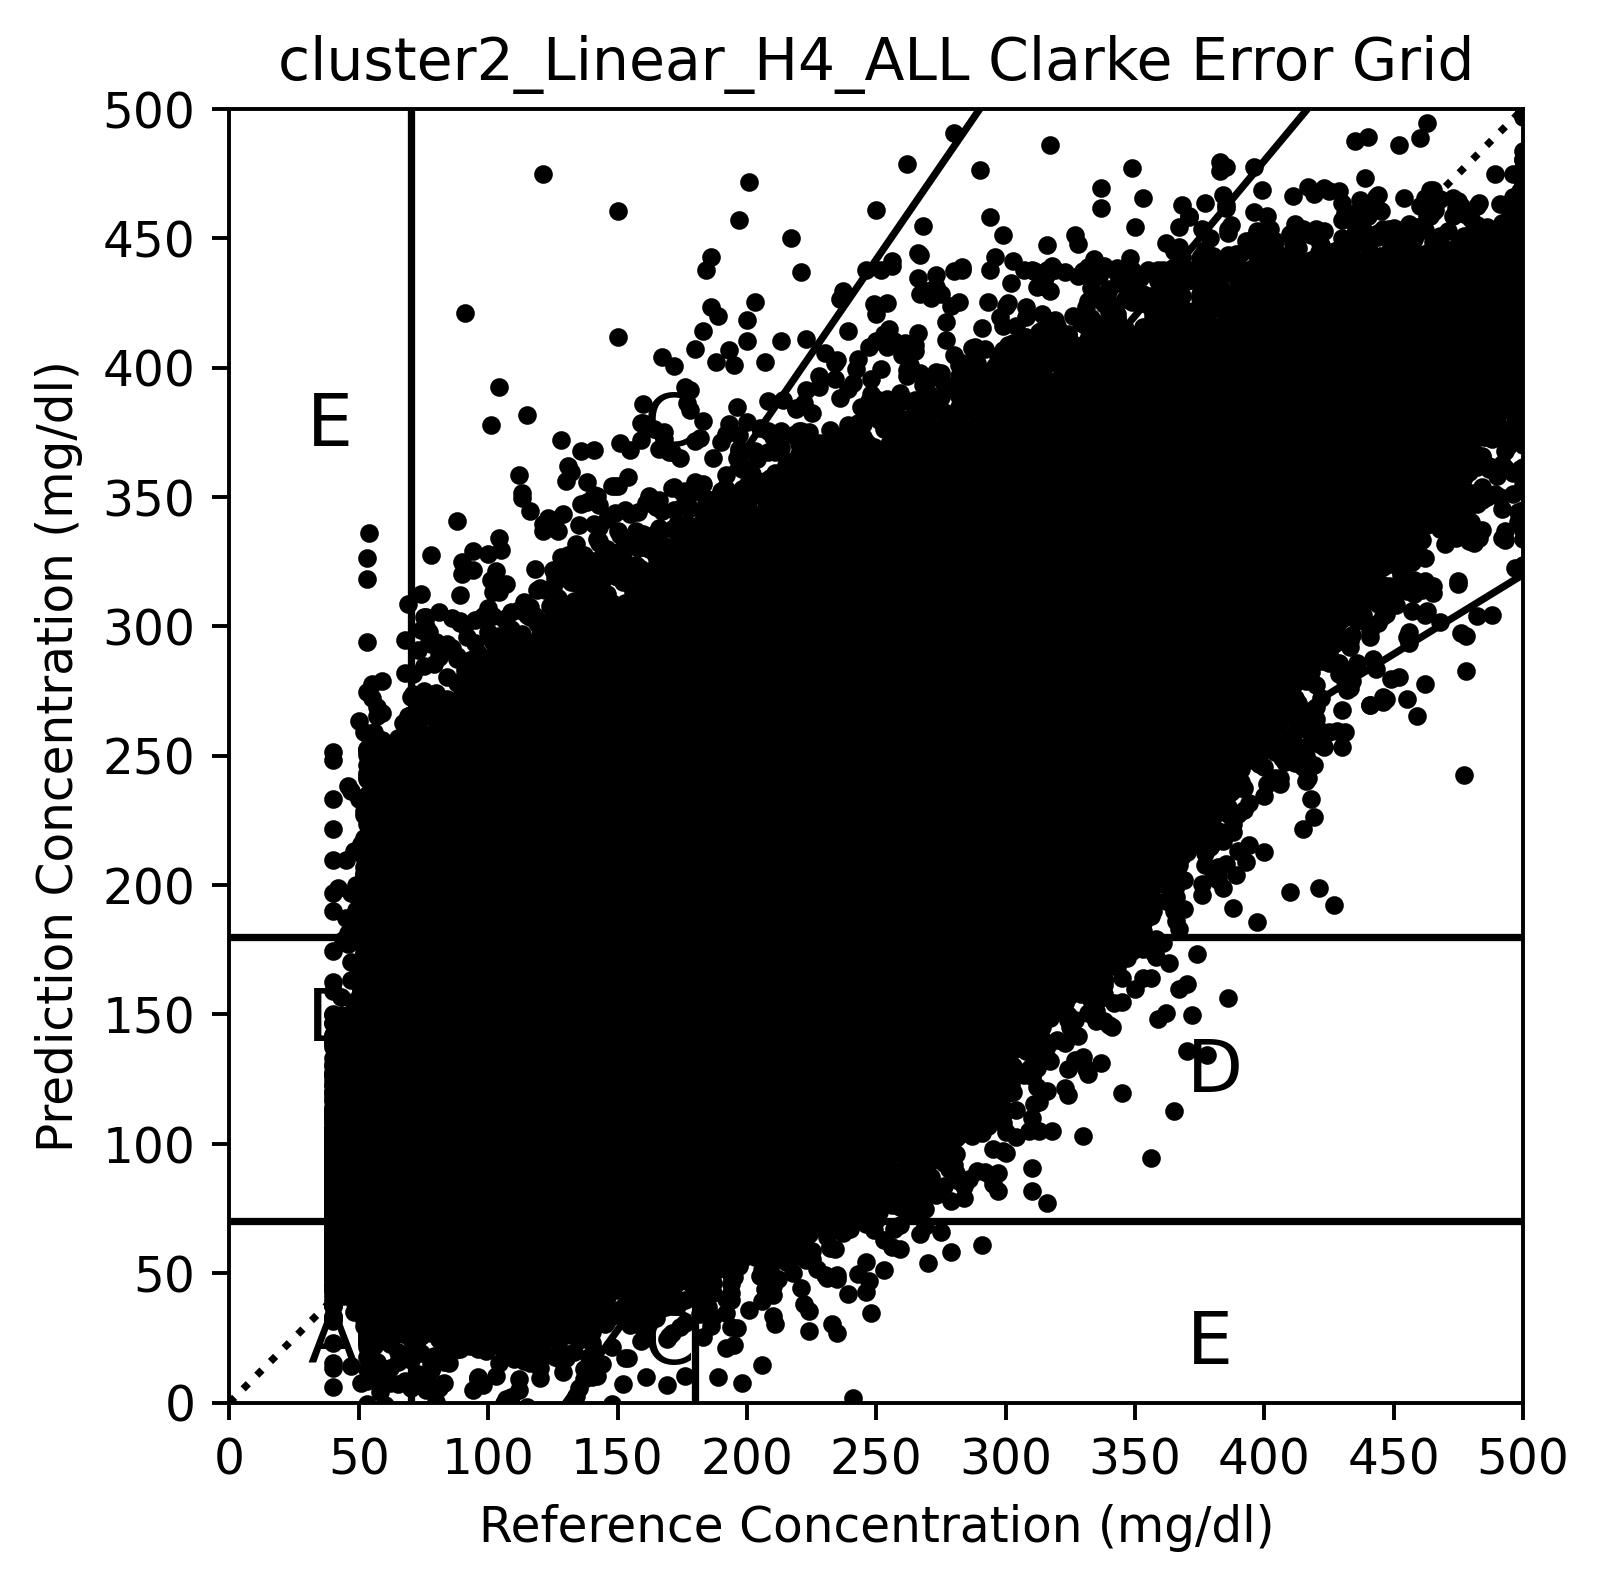 cluster2_Linear_H4_ALL Clarke Error Grid
500
450
400
350
300
250
200
150
100
50
0
Prediction Concentration (mg/dl)
E
C
D
D
A
C
E
0 50 100 150 200 250 300 350 400 450 500
Reference Concentration (mg/dl)